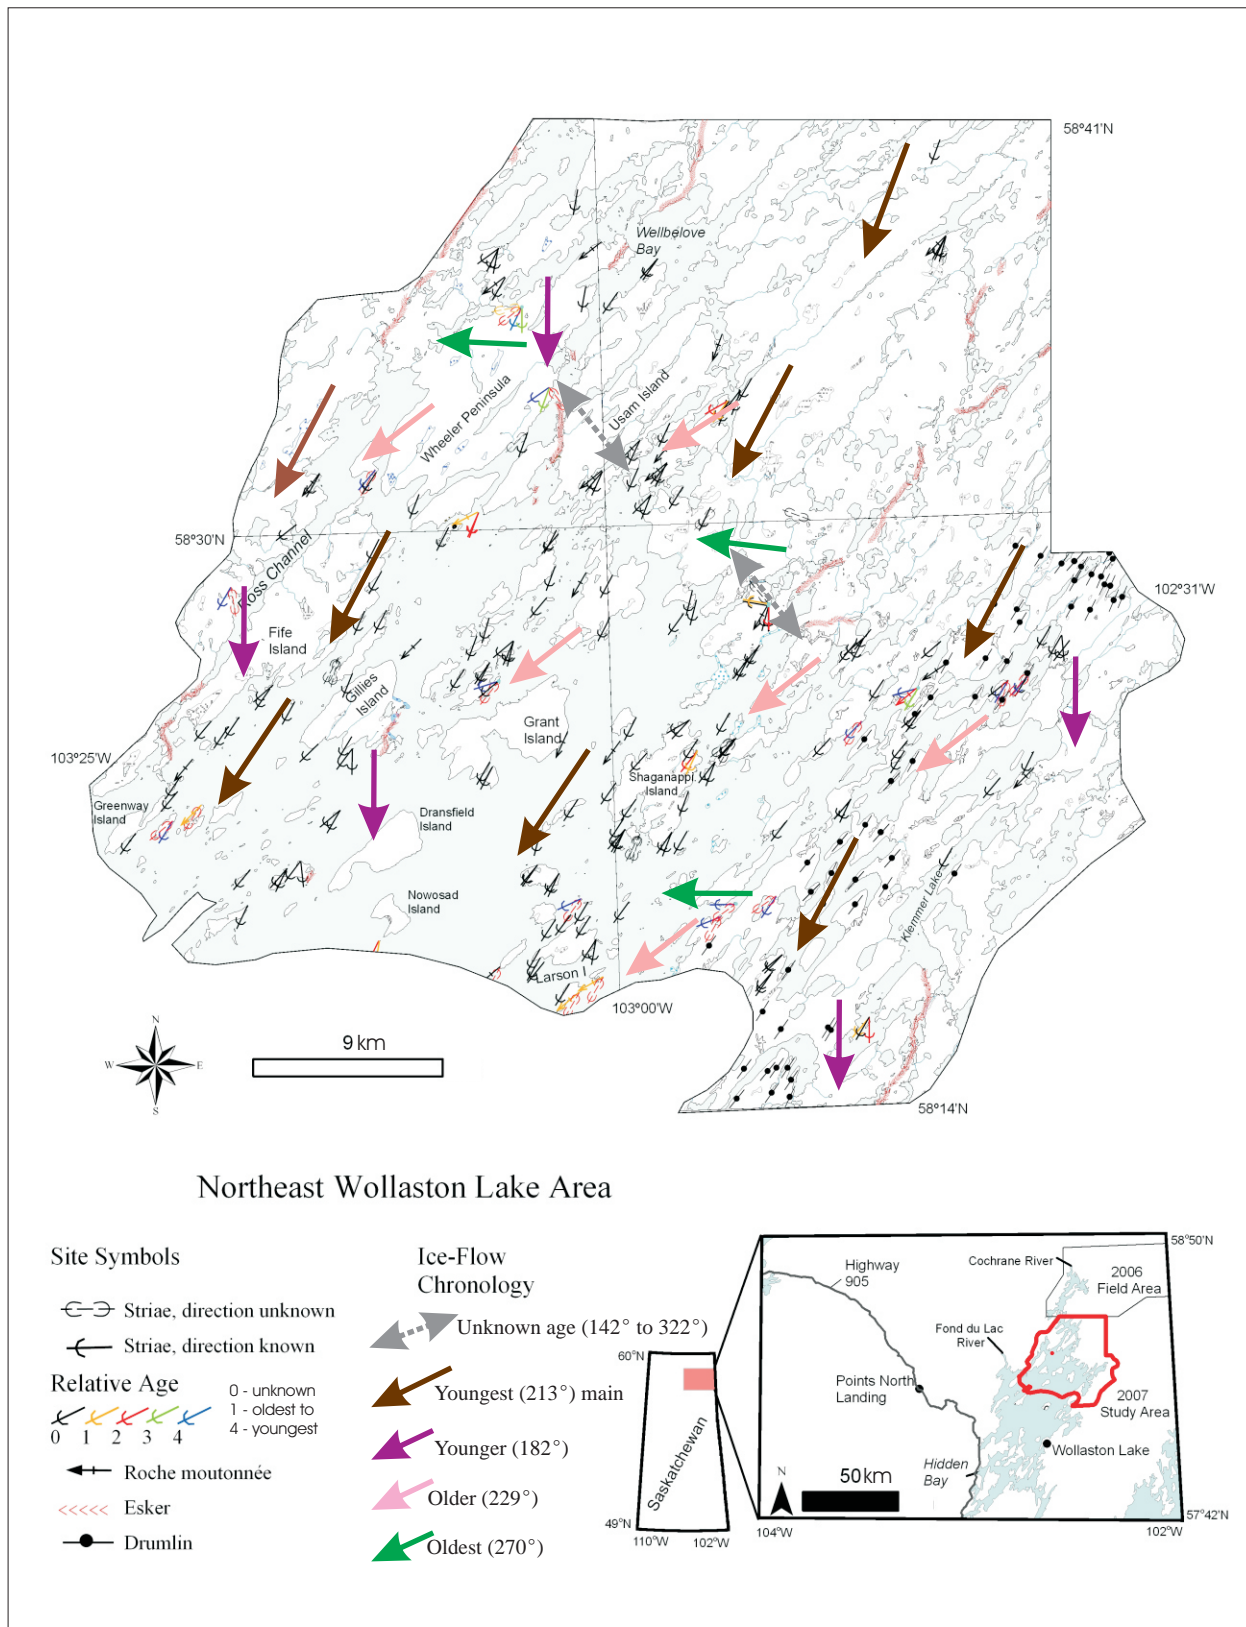 58°41'N
Wellbelove
Bay
Wheeler Peninsula
Usam Island
58°30'N
Ross Channel
102°31'W
Fife
Island
Gillies
Island
Grant
Island
103°25'W
Shaganappi
Island
Greenway
Island
Dransfield
Island
Klemmer Lake
Nowosad
Island
Larson I
103°00'W
N
W
E
S
9 km
58°14'N
Northeast Wollaston Lake Area
Site Symbols
Striae, direction unknown
Striae, direction known
Relative Age
0 1 2 3 4
0 - unknown
1 - oldest to
4 - youngest
Roche moutonnée
Esker
Drumlin
Ice-Flow
Chronology
Unknown age (142° to 322°)
Youngest (213°) main
Younger (182°)
Older (229°)
Oldest (270°)
60°N
Saskatchewan
49°N
110°W 102°W
58°50'N
Highway
905
Cochrane River
2006
Field Area
Fond du Lac
River
Points North
Landing
2007
Study Area
Wollaston Lake
Hidden
Bay
N
50 km
57°42'N
104°W
102°W